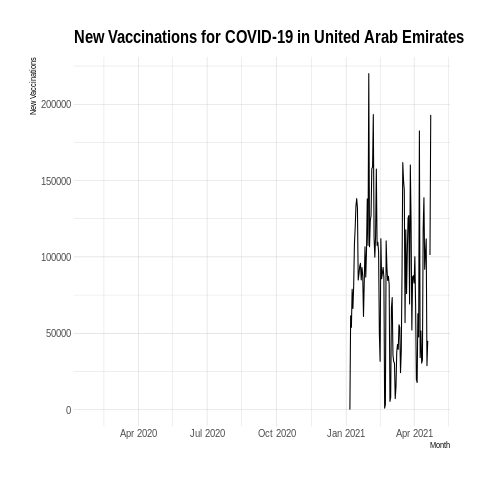 New Vaccinations for COVID-19 in United Arab Emirates
New Vaccinations
200000
150000
100000
50000
0
Apr 2020 Jul 2020 Oct 2020 Jan 2021 Apr 2021
Month